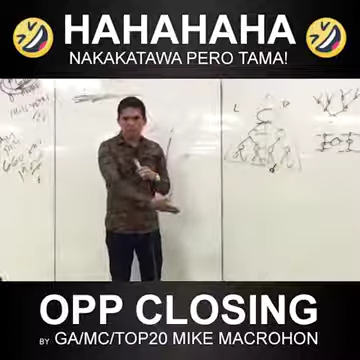 HAHAHAHA
NAKAKATAWA PERO TAMA!
OPP CLOSING
BY GA/MC/TOP20 MIKE MACROHON